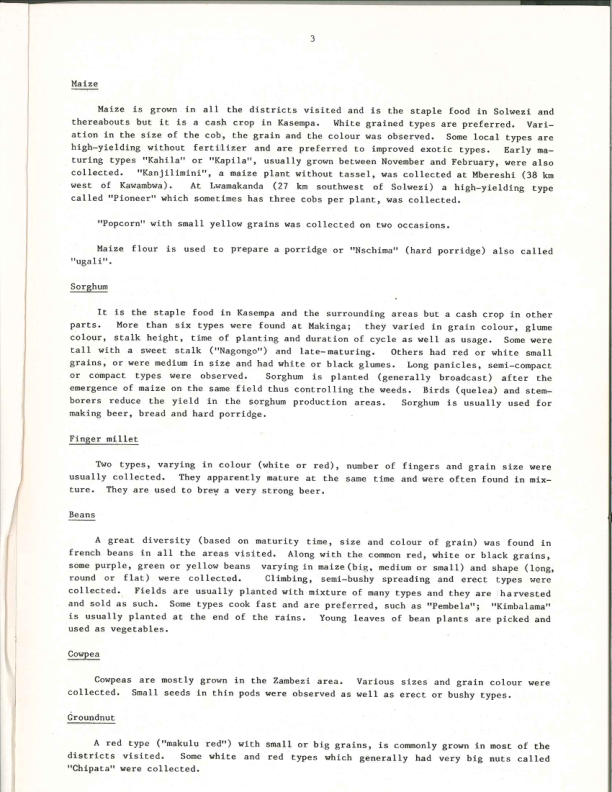 3
Maize
Maize is grown in all the districts visited and is the staple food in Solwezi and
thereabouts but it is a cash crop in Kasempa. White grained types are preferred. Vari-
ation in the size of the cob, the grain and the colour was observed. Some local types are
high-yielding without fertilizer and are preferred to improved exotic types. Early ma-
turing types "Kahila" or "Kapila", usually grown between November and February, were also
collected. "Kanjilimini", a maize plant without tassel, was collected at Mbereshi (38 km
west of Kawambwa). At Lwamakanda (27 km southwest of Solwezi) a high-yielding type
called "Pioneer" which sometimes has three cobs per plant, was collected.
"Popcorn" with small yellow grains was collected on two occasions.
Maize flour is used to prepare a porridge or "Nschima" (hard porridge) also called
"ugali".
Sorghum
It is the staple food in Kasempa and the surrounding areas but a cash crop in other
parts. More than six types were found at Makinga; they varied in grain colour, glume
colour, stalk height, time of planting and duration of cycle as well as usage. Some were
tall with a sweet stalk ("Nagongo") and late-maturing. Others had red or white small
grains, or were medium in size and had white or black glumes. Long panicles, semi-compact
or compact types were observed. Sorghum is planted (generally broadcast) after the
emergence of maize on the same field thus controlling the weeds. Birds (quelea) and stem-
borers reduce the yield in the sorghum production areas. Sorghum is usually used for
making beer, bread and hard porridge.
Finger millet
Two types, varying in colour (white or red), number of fingers and grain size were
usually collected. They apparently mature at the same time and were often found in mix-
ture. They are used to brew a very strong beer.
Beans
A great diversity (based on maturity time, size and colour of grain) was found in
french beans in all the areas visited. Along with the common red, white or black grains,
some purple, green or yellow beans varying in maize (big, medium or small) and shape (long,
round or flat) were collected. Climbing, semi-bushy spreading and erect types were
collected. Fields are usually planted with mixture of many types and they are harvested
and sold as such. Some types cook fast and are preferred, such as "Pembela"; "Kimbalama"
is usually planted at the end of the rains. Young leaves of bean plants are picked and
used as vegetables.
Cowpea
Cowpeas are mostly grown in the Zambezi area. Various sizes and grain colour were
collected. Small seeds in thin pods were observed as well as erect or bushy types.
Groundnut
A red type ("makulu red") with small or big grains, is commonly grown in most of the
districts visited. Some white and red types which generally had very big nuts called
"Chipata" were collected.